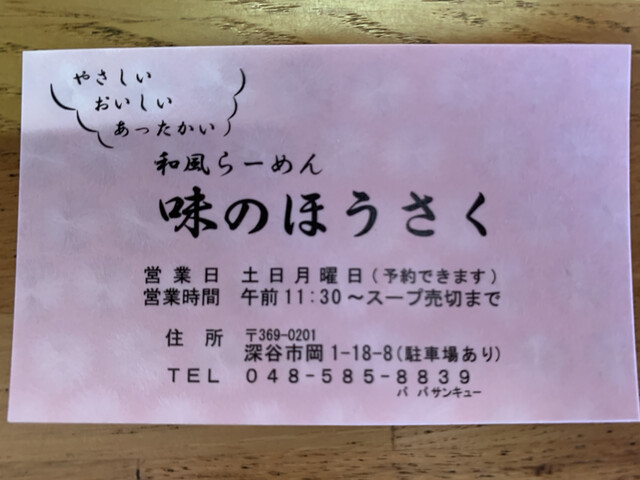 やさしい
おいしい
あったかい
和風らーめん
味のほうさく
営業日 土日月曜日(予約できます)
営業時間 午前11:30~スープ売切まで
住所 〒369-0201
深谷市岡1-18-8(駐車場あり)
TEL 048-585-8839
パパサンキュー